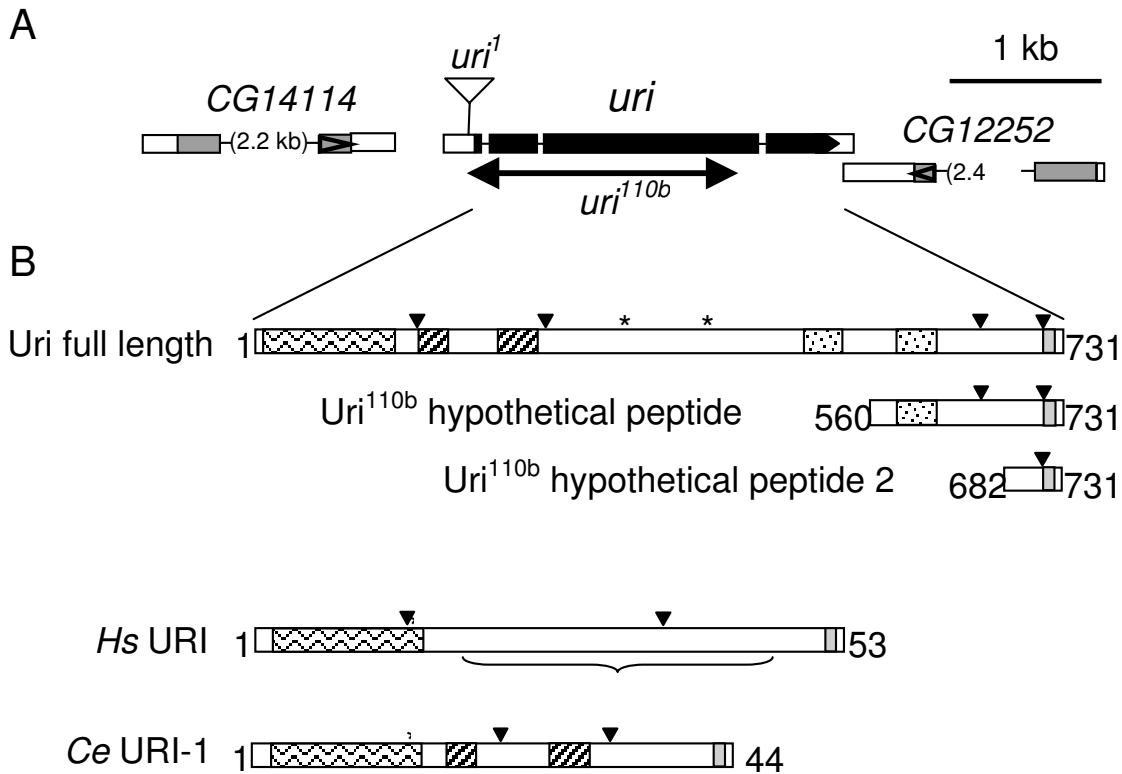 A
uri¹
1 kb
CG14114
uri
CG12252
(2.2 kb)
(2.4
uri¹¹⁰ᵇ
B
* *
Uri full length 1 731
Uri¹¹⁰ᵇ hypothetical peptide 560 731
Uri¹¹⁰ᵇ hypothetical peptide 2 682 731
Hs URI 1 53
Ce URI-1 1 44